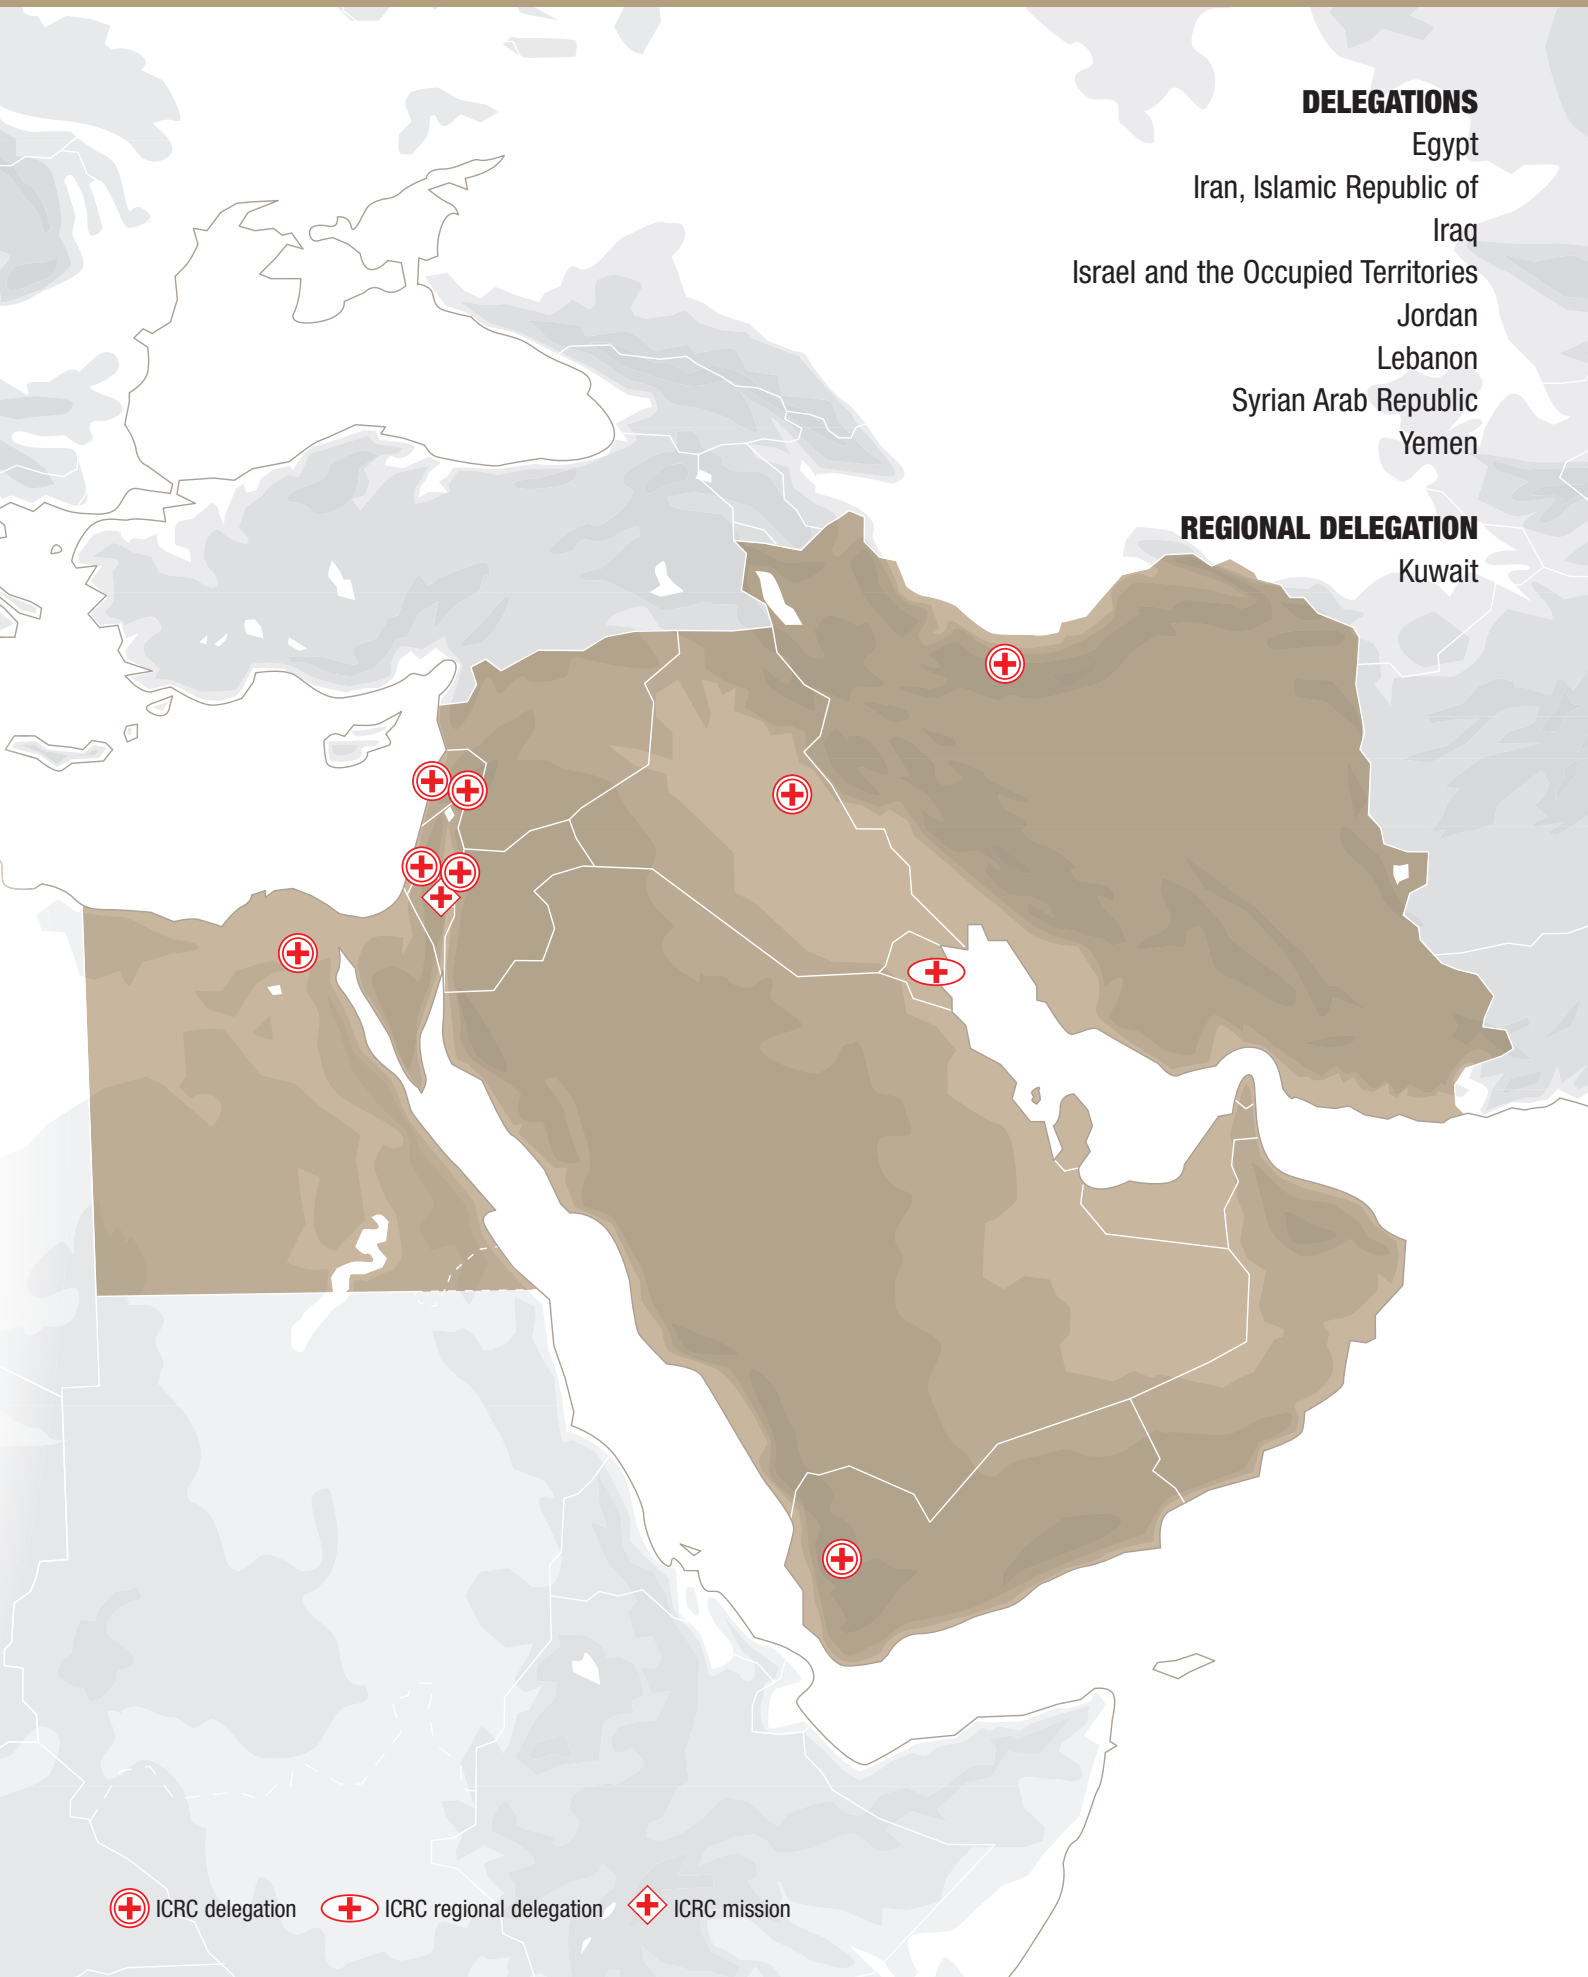 DELEGATIONS
Egypt
Iran, Islamic Republic of
Iraq
Israel and the Occupied Territories
Jordan
Lebanon
Syrian Arab Republic
Yemen
REGIONAL DELEGATION
Kuwait
ICRC delegation ICRC regional delegation ICRC mission